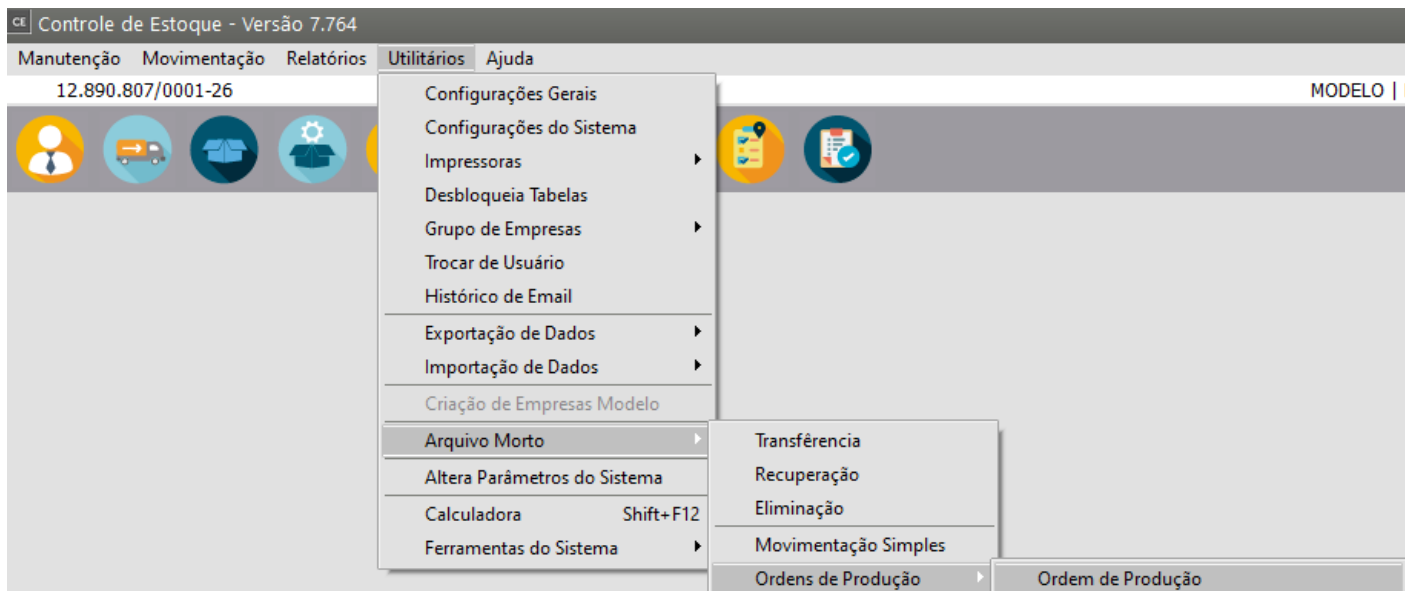 CE Controle de Estoque - Versão 7.764
Manutenção Movimentação Relatórios Utilitários Ajuda
12.890.807/0001-26 MODELO |
Configurações Gerais
Configurações do Sistema
Impressoras
Desbloqueia Tabelas
Grupo de Empresas
Trocar de Usuário
Histórico de Email
Exportação de Dados
Importação de Dados
Criação de Empresas Modelo
Arquivo Morto
Altera Parâmetros do Sistema
Calculadora Shift+F12
Ferramentas do Sistema
Transfêrencia
Recuperação
Eliminação
Movimentação Simples
Ordens de Produção
Ordem de Produção